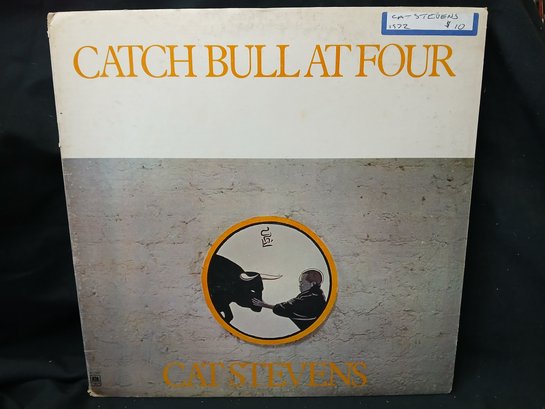 CAT STEVENS
1972 $10
CATCH BULL AT FOUR
CAT STEVENS